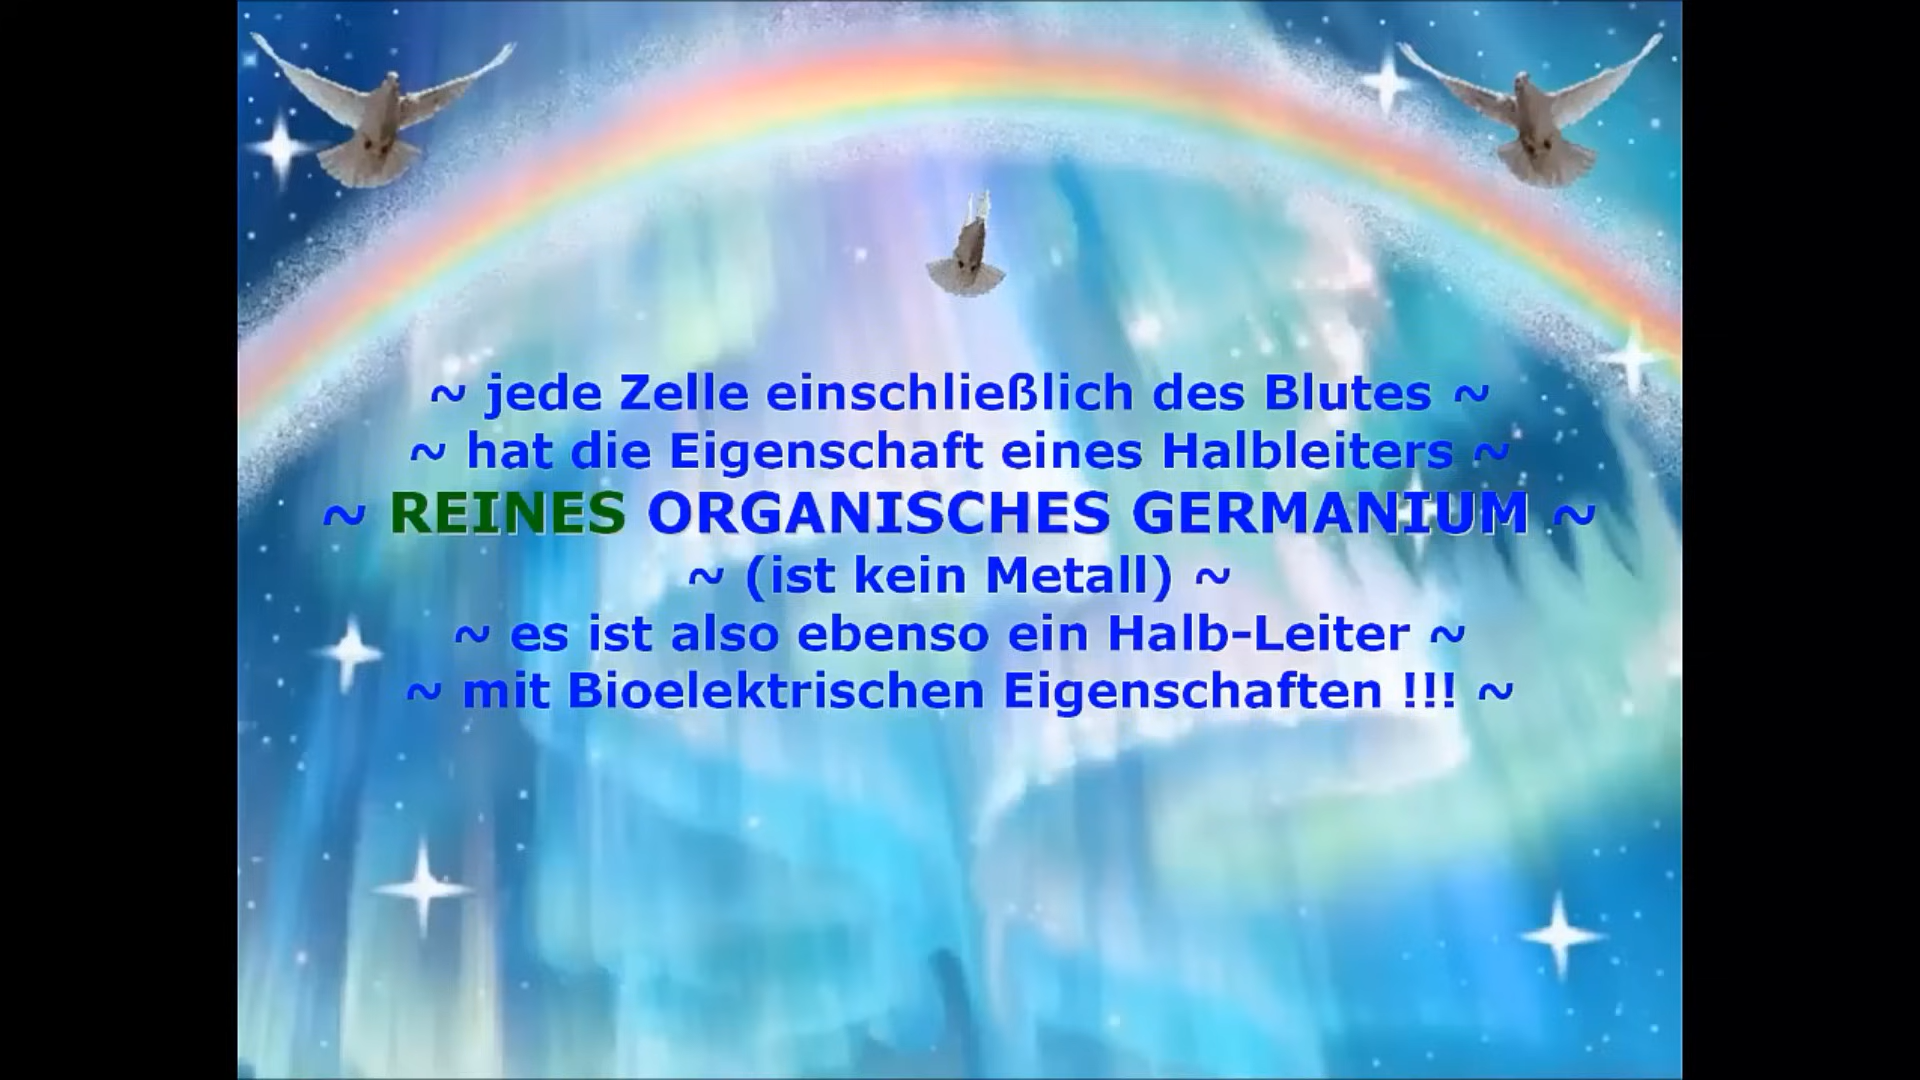 ~ jede Zelle einschließlich des Blutes ~
~ hat die Eigenschaft eines Halbleiters ~
~ REINES ORGANISCHES GERMANIUM ~
~ (ist kein Metall) ~
~ es ist also ebenso ein Halb-Leiter ~
~ mit Bioelektrischen Eigenschaften !!! ~